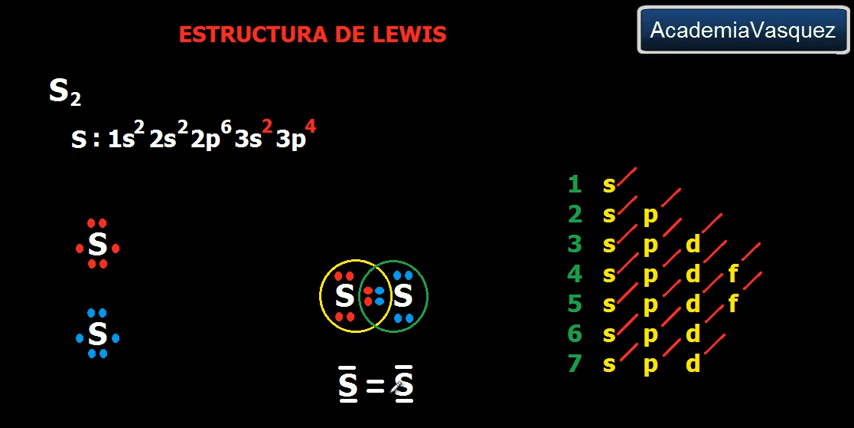 ESTRUCTURA DE LEWIS
AcademiaVasquez
S₂
S : 1s² 2s² 2p⁶ 3s² 3p⁴
S
S
S S
S = S
1 s
2 s p
3 s p d
4 s p d f
5 s p d f
6 s p d
7 s p d